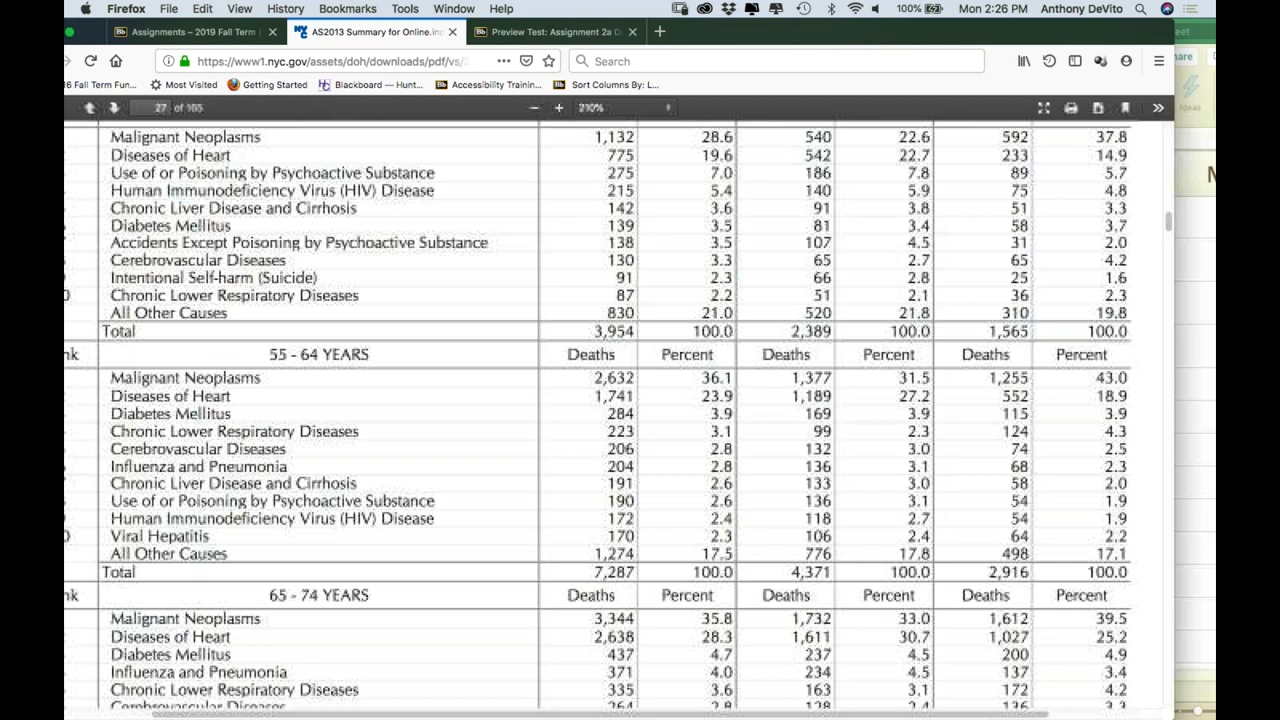 Firefox File Edit View History Bookmarks Tools Window Help 100% Mon 2:26 PM Anthony DeVito
Assignments – 2019 Fall Term ( AS2013 Summary for Online.in Preview Test: Assignment 2a
https://www1.nyc.gov/assets/doh/downloads/pdf/vs/ Search
16 Fall Term Fun... Most Visited Getting Started Blackboard — Hunt... Accessibility Trainin... Sort Columns By: L...
27 of 165 210%
Malignant Neoplasms 1,132 28.6 540 22.6 592 37.8
Diseases of Heart 775 19.6 542 22.7 233 14.9
Use of or Poisoning by Psychoactive Substance 275 7.0 186 7.8 89 5.7
Human Immunodeficiency Virus (HIV) Disease 215 5.4 140 5.9 75 4.8
Chronic Liver Disease and Cirrhosis 142 3.6 91 3.8 51 3.3
Diabetes Mellitus 139 3.5 81 3.4 58 3.7
Accidents Except Poisoning by Psychoactive Substance 138 3.5 107 4.5 31 2.0
Cerebrovascular Diseases 130 3.3 65 2.7 65 4.2
Intentional Self-harm (Suicide) 91 2.3 66 2.8 25 1.6
0 Chronic Lower Respiratory Diseases 87 2.2 51 2.1 36 2.3
All Other Causes 830 21.0 520 21.8 310 19.8
Total 3,954 100.0 2,389 100.0 1,565 100.0
nk 55 - 64 YEARS Deaths Percent Deaths Percent Deaths Percent
Malignant Neoplasms 2,632 36.1 1,377 31.5 1,255 43.0
Diseases of Heart 1,741 23.9 1,189 27.2 552 18.9
Diabetes Mellitus 284 3.9 169 3.9 115 3.9
Chronic Lower Respiratory Diseases 223 3.1 99 2.3 124 4.3
Cerebrovascular Diseases 206 2.8 132 3.0 74 2.5
Influenza and Pneumonia 204 2.8 136 3.1 68 2.3
Chronic Liver Disease and Cirrhosis 191 2.6 133 3.0 58 2.0
Use of or Poisoning by Psychoactive Substance 190 2.6 136 3.1 54 1.9
Human Immunodeficiency Virus (HIV) Disease 172 2.4 118 2.7 54 1.9
0 Viral Hepatitis 170 2.3 106 2.4 64 2.2
All Other Causes 1,274 17.5 776 17.8 498 17.1
Total 7,287 100.0 4,371 100.0 2,916 100.0
nk 65 - 74 YEARS Deaths Percent Deaths Percent Deaths Percent
Malignant Neoplasms 3,344 35.8 1,732 33.0 1,612 39.5
Diseases of Heart 2,638 28.3 1,611 30.7 1,027 25.2
Diabetes Mellitus 437 4.7 237 4.5 200 4.9
Influenza and Pneumonia 371 4.0 234 4.5 137 3.4
Chronic Lower Respiratory Diseases 335 3.6 163 3.1 172 4.2
Cerebrovascular Diseases